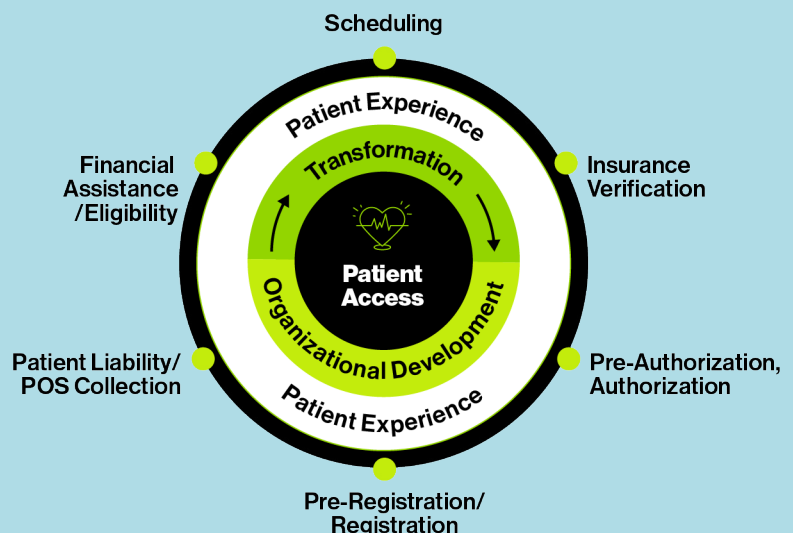 Scheduling
Patient Experience
Transformation
Financial
Assistance
/Eligibility
Insurance
Verification
Patient
Access
Organizational Development
Patient Liability/
POS Collection
Pre-Authorization,
Authorization
Patient Experience
Pre-Registration/
Registration